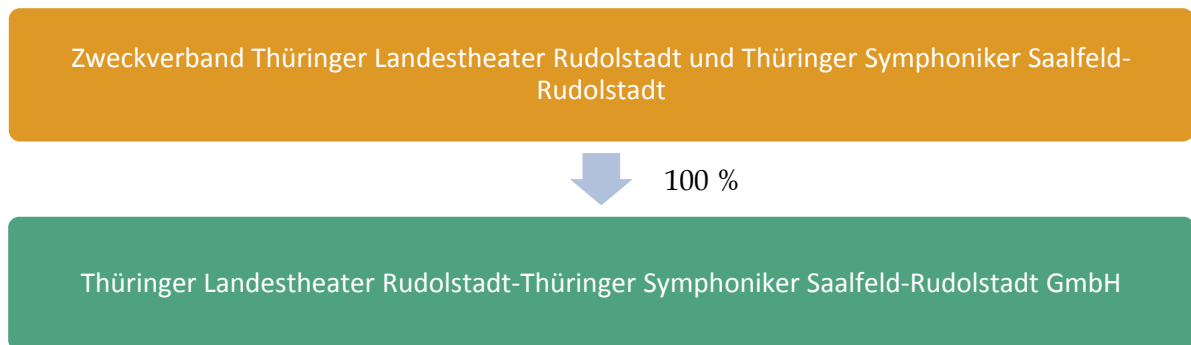 Zweckverband Thüringer Landestheater Rudolstadt und Thüringer Symphoniker Saalfeld-
Rudolstadt
100 %
Thüringer Landestheater Rudolstadt-Thüringer Symphoniker Saalfeld-Rudolstadt GmbH